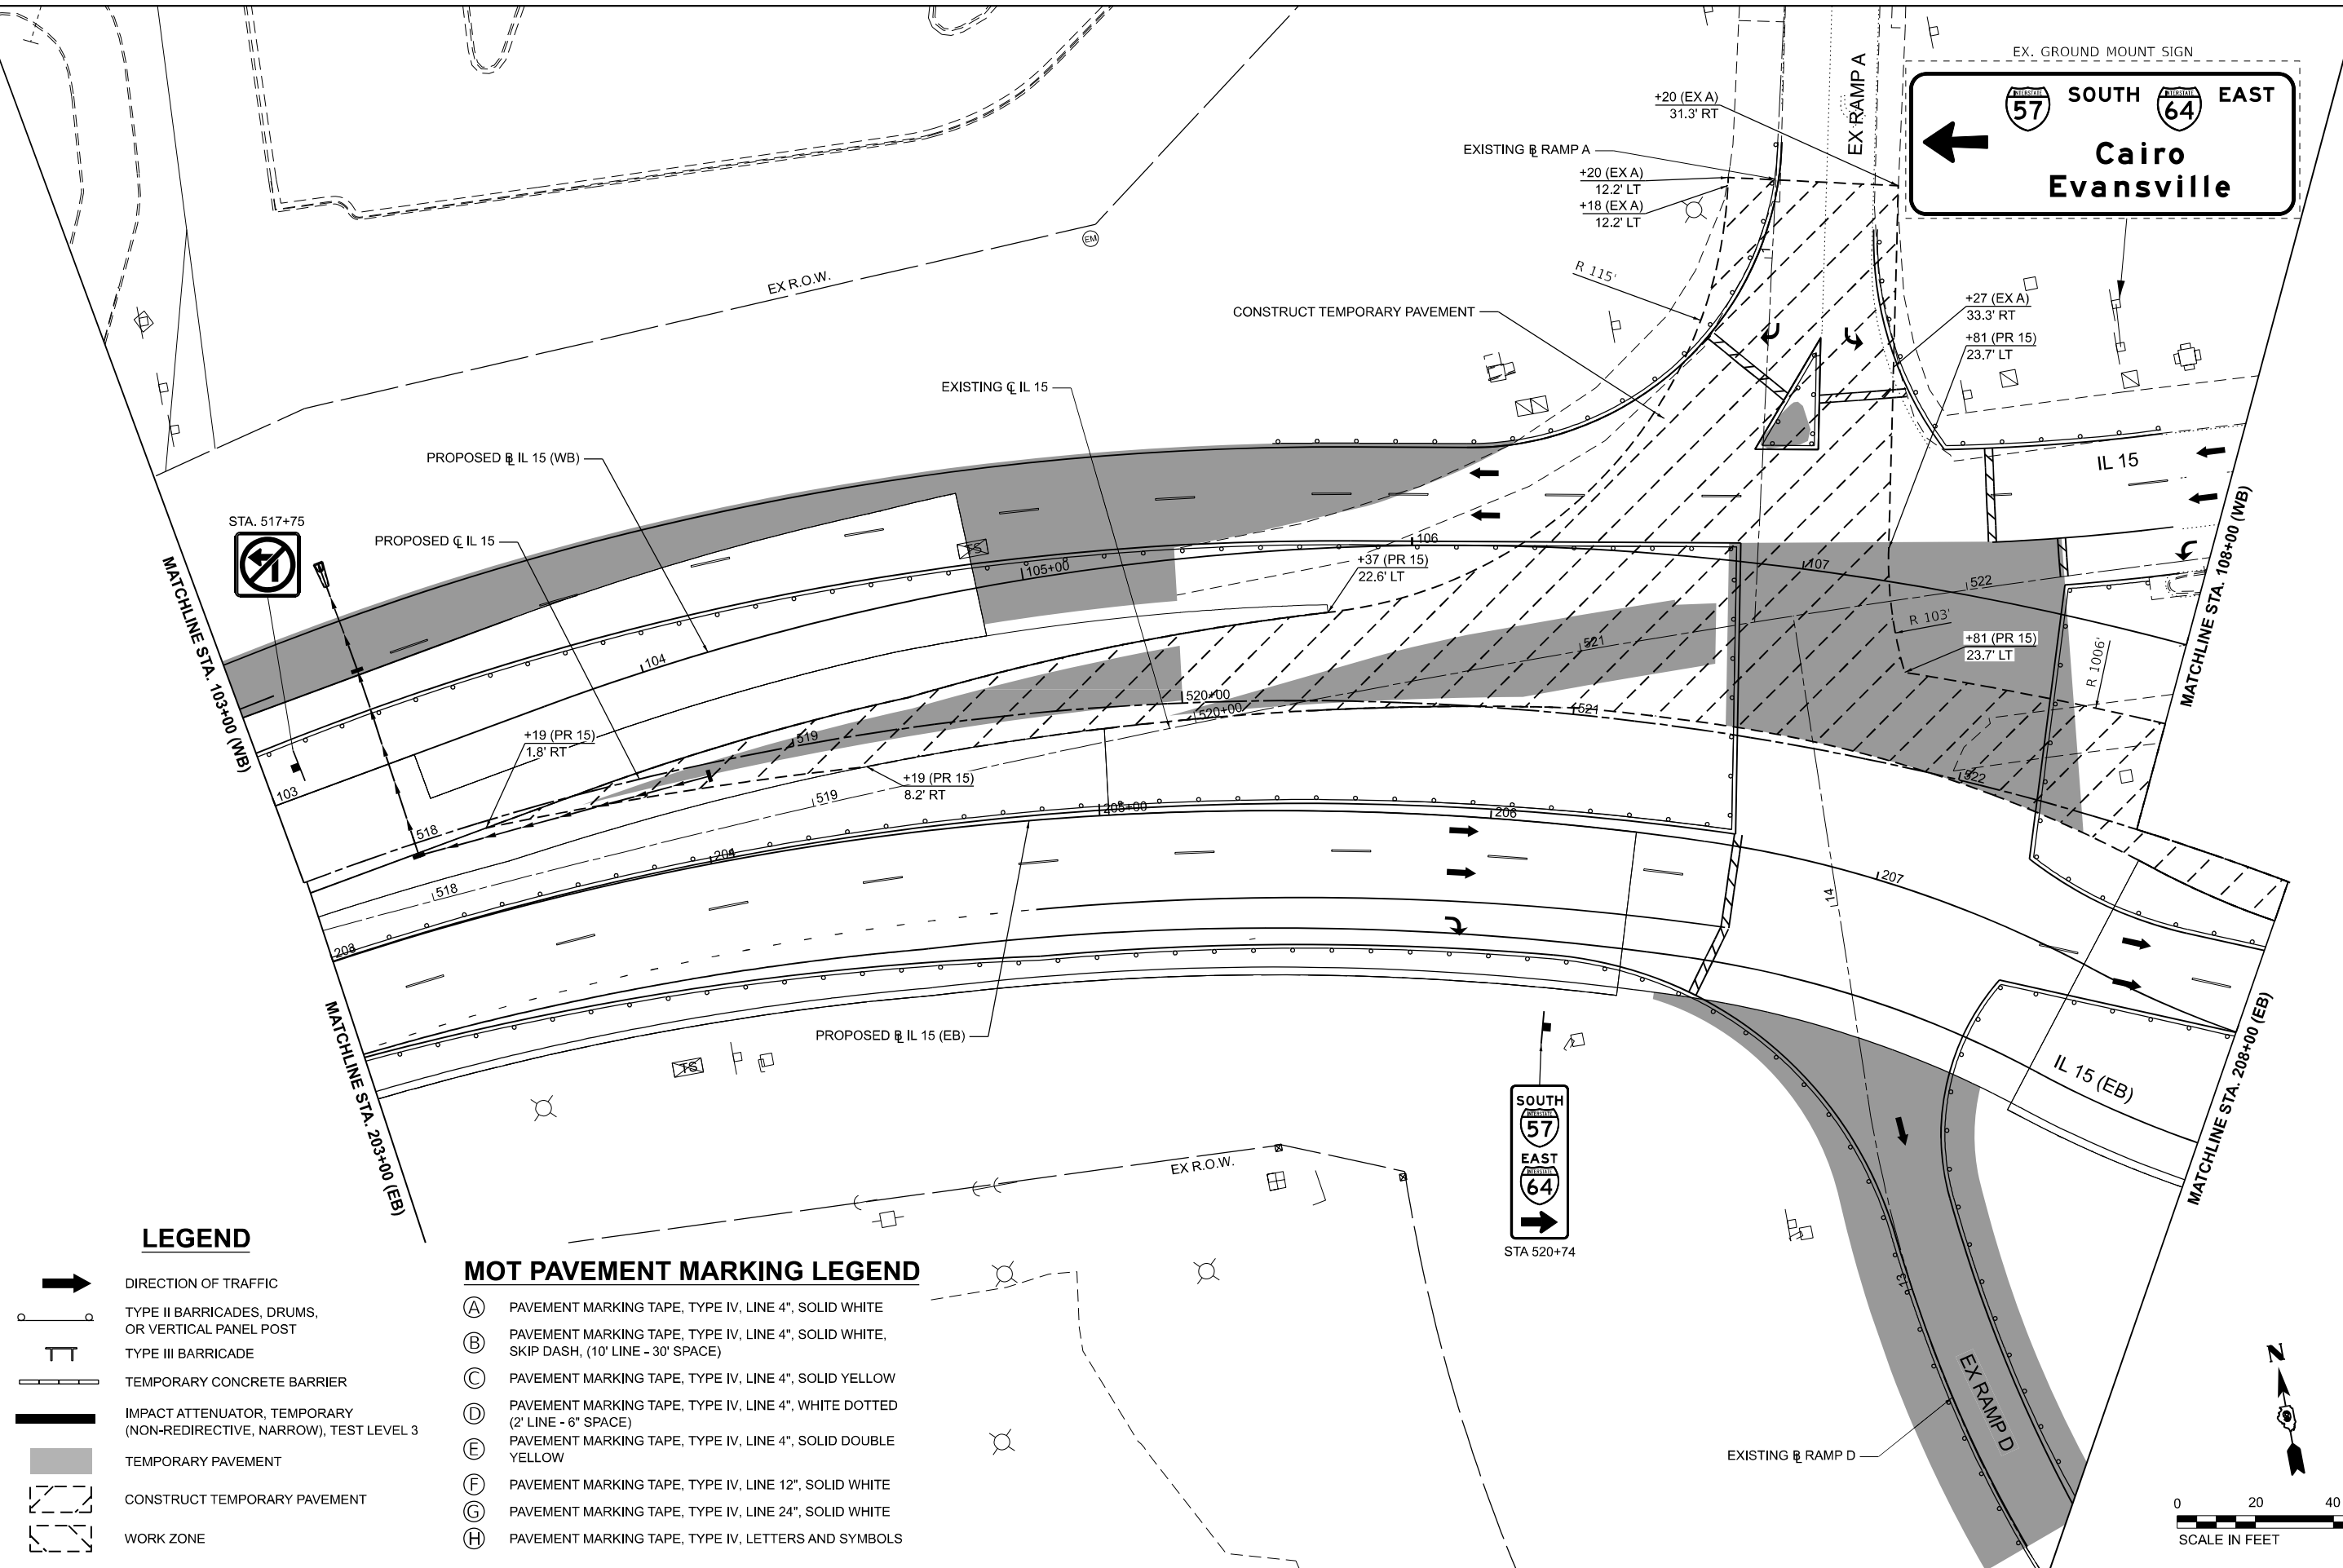 EX. GROUND MOUNT SIGN
INTERSTATE 57 SOUTH INTERSTATE 64 EAST
Cairo
Evansville
EX RAMP A
+20 (EX A)
31.3' RT
EXISTING ℄ RAMP A
+20 (EX A)
12.2' LT
+18 (EX A)
12.2' LT
EM
EX R.O.W.
R 115'
CONSTRUCT TEMPORARY PAVEMENT
+27 (EX A)
33.3' RT
+81 (PR 15)
23.7' LT
EXISTING ℄ IL 15
PROPOSED ⅊ IL 15 (WB)
IL 15
STA. 517+75
PROPOSED ℄ IL 15
TS
106
105+00
+37 (PR 15)
22.6' LT
107
522
MATCHLINE STA. 103+00 (WB)
MATCHLINE STA. 108+00 (WB)
R 103'
+81 (PR 15)
23.7' LT
R 1006'
104
521
520+00
520+00
521
519
+19 (PR 15)
1.8' RT
+19 (PR 15)
8.2' RT
522
103
519
518
205+00
206
204
518
207
14
203
PROPOSED ⅊ IL 15 (EB)
TS
IL 15 (EB)
MATCHLINE STA. 203+00 (EB)
MATCHLINE STA. 208+00 (EB)
SOUTH
INTERSTATE
57
EAST
INTERSTATE
64
STA 520+74
EX R.O.W.
13
EX RAMP D
EXISTING ⅊ RAMP D
LEGEND
DIRECTION OF TRAFFIC
TYPE II BARRICADES, DRUMS,
OR VERTICAL PANEL POST
TYPE III BARRICADE
TEMPORARY CONCRETE BARRIER
IMPACT ATTENUATOR, TEMPORARY
(NON-REDIRECTIVE, NARROW), TEST LEVEL 3
TEMPORARY PAVEMENT
CONSTRUCT TEMPORARY PAVEMENT
WORK ZONE
MOT PAVEMENT MARKING LEGEND
A PAVEMENT MARKING TAPE, TYPE IV, LINE 4", SOLID WHITE
B PAVEMENT MARKING TAPE, TYPE IV, LINE 4", SOLID WHITE,
SKIP DASH, (10' LINE - 30' SPACE)
C PAVEMENT MARKING TAPE, TYPE IV, LINE 4", SOLID YELLOW
D PAVEMENT MARKING TAPE, TYPE IV, LINE 4", WHITE DOTTED
(2' LINE - 6" SPACE)
E PAVEMENT MARKING TAPE, TYPE IV, LINE 4", SOLID DOUBLE
YELLOW
F PAVEMENT MARKING TAPE, TYPE IV, LINE 12", SOLID WHITE
G PAVEMENT MARKING TAPE, TYPE IV, LINE 24", SOLID WHITE
H PAVEMENT MARKING TAPE, TYPE IV, LETTERS AND SYMBOLS
N
0 20 40
SCALE IN FEET